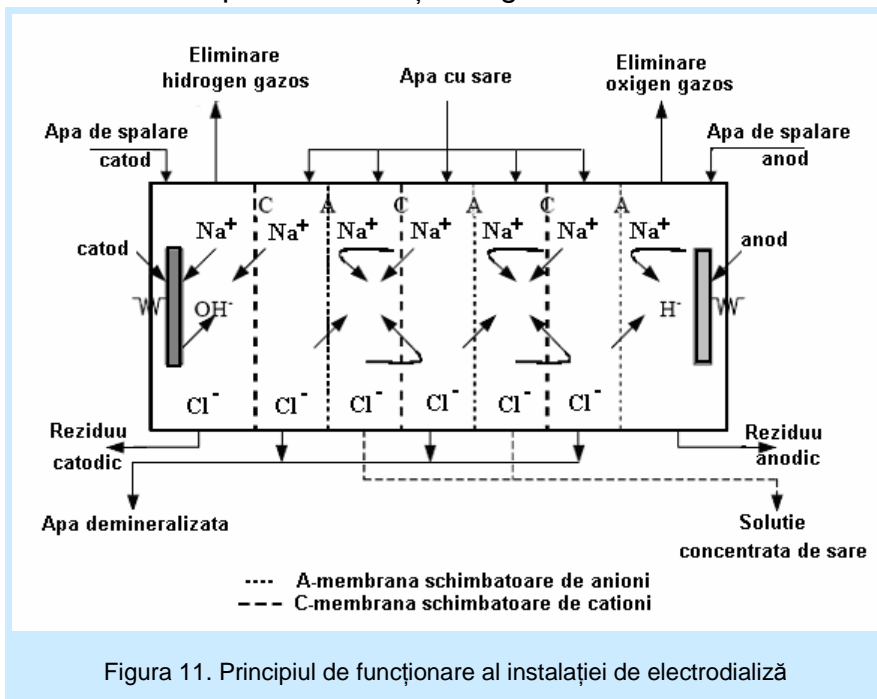 Eliminare
hidrogen gazos
Apa cu sare
Eliminare
oxigen gazos
Apa de spalare
catod
Apa de spalare
anod
C A C A C A
Na+ Na+ Na+ Na+ Na+ Na+ Na+
catod
anod
OH-
H-
Cl- Cl- Cl- Cl- Cl- Cl-
Reziduu
catodic
Reziduu
anodic
Apa demineralizata
Solutie
concentrata de sare
A-membrana schimbatoare de anioni
C-membrana schimbatoare de cationi
Figura 11. Principiul de funcționare al instalației de electrodializă